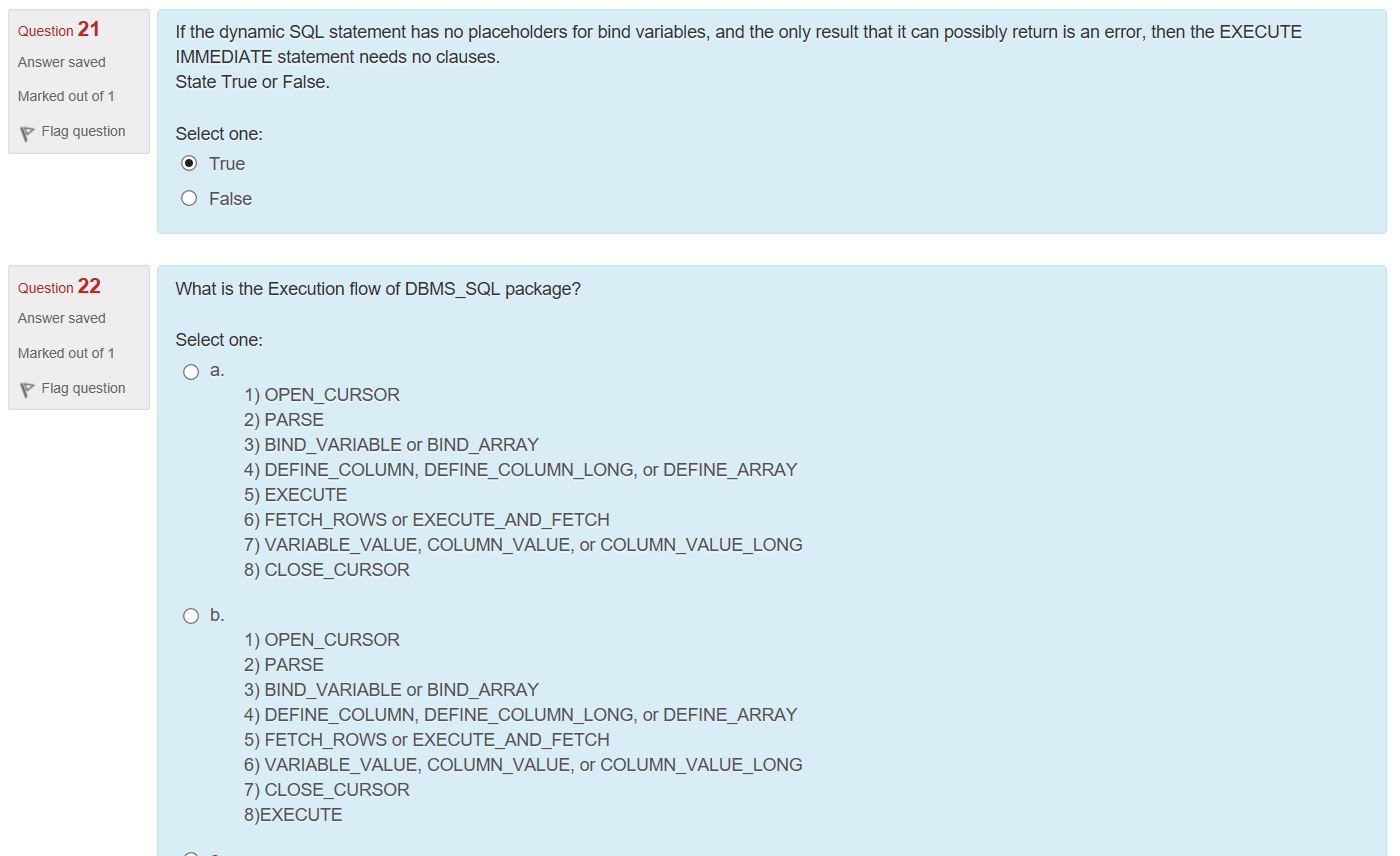 Question 21
Answer saved
Marked out of 1
Flag question
If the dynamic SQL statement has no placeholders for bind variables, and the only result that it can possibly return is an error, then the EXECUTE
IMMEDIATE statement needs no clauses.
State True or False.
Select one:
True
False
Question 22
Answer saved
Marked out of 1
Flag question
What is the Execution flow of DBMS_SQL package?
Select one:
a.
1) OPEN_CURSOR
2) PARSE
3) BIND_VARIABLE or BIND_ARRAY
4) DEFINE_COLUMN, DEFINE_COLUMN_LONG, or DEFINE_ARRAY
5) EXECUTE
6) FETCH_ROWS or EXECUTE_AND_FETCH
7) VARIABLE_VALUE, COLUMN_VALUE, or COLUMN_VALUE_LONG
8) CLOSE_CURSOR
b.
1) OPEN_CURSOR
2) PARSE
3) BIND_VARIABLE or BIND_ARRAY
4) DEFINE_COLUMN, DEFINE_COLUMN_LONG, or DEFINE_ARRAY
5) FETCH_ROWS or EXECUTE_AND_FETCH
6) VARIABLE_VALUE, COLUMN_VALUE, or COLUMN_VALUE_LONG
7) CLOSE_CURSOR
8)EXECUTE